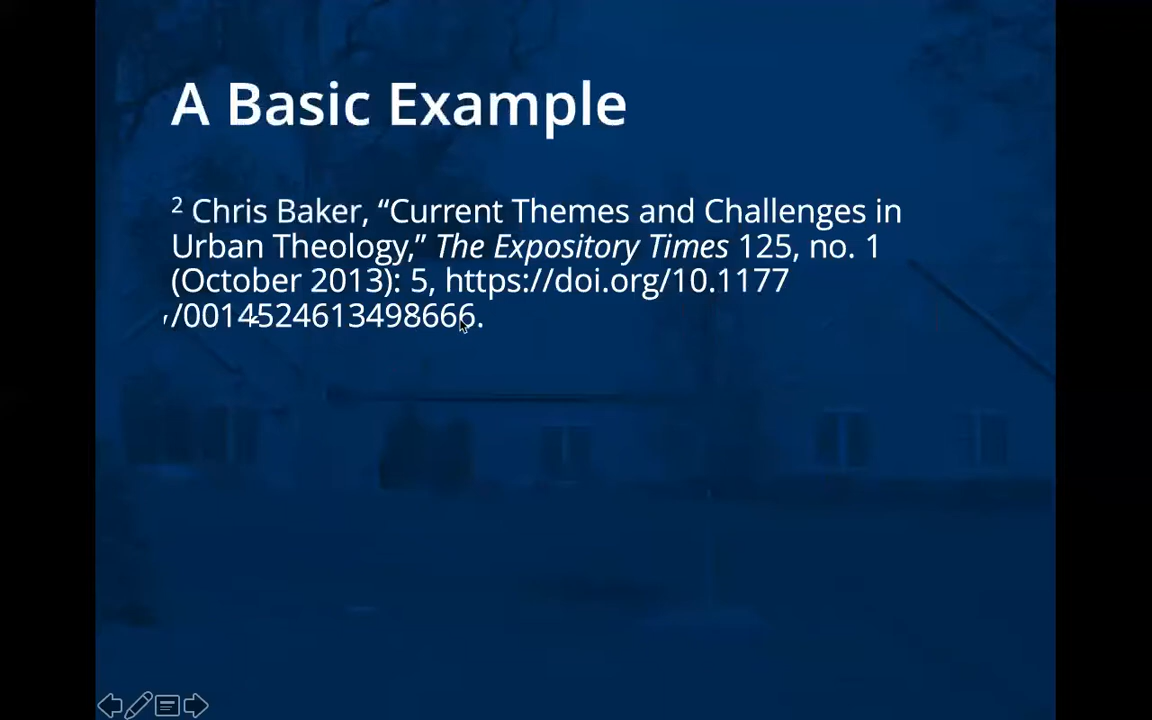 A Basic Example
² Chris Baker, “Current Themes and Challenges in
Urban Theology,” The Expository Times 125, no. 1
(October 2013): 5, https://doi.org/10.1177
/0014524613498666.